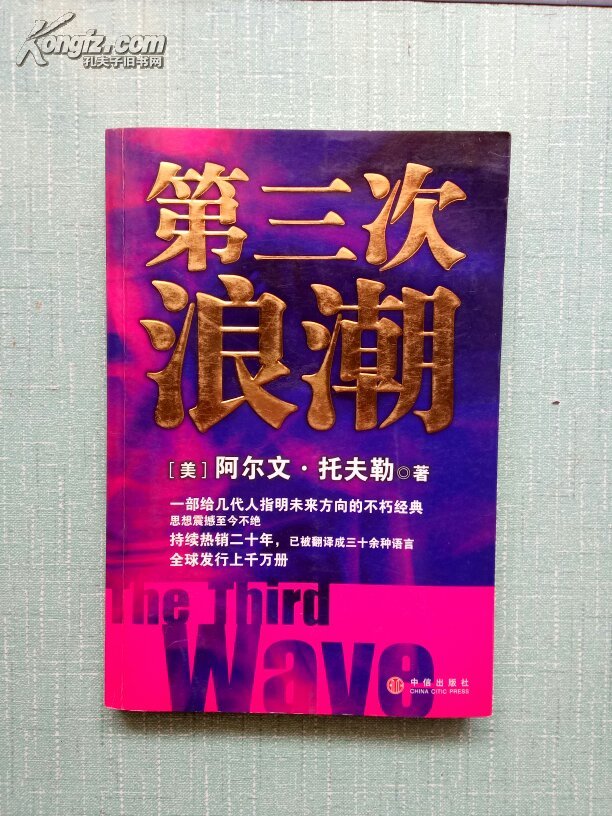 Kongfz.com
孔夫子旧书网
第三次
浪潮
[美]阿尔文·托夫勒◎著
一部给几代人指明未来方向的不朽经典
思想震撼至今不绝
持续热销二十年，已被翻译成三十余种语言
全球发行上千万册
The Third
Wave
中信出版社
CHINA CITIC PRESS